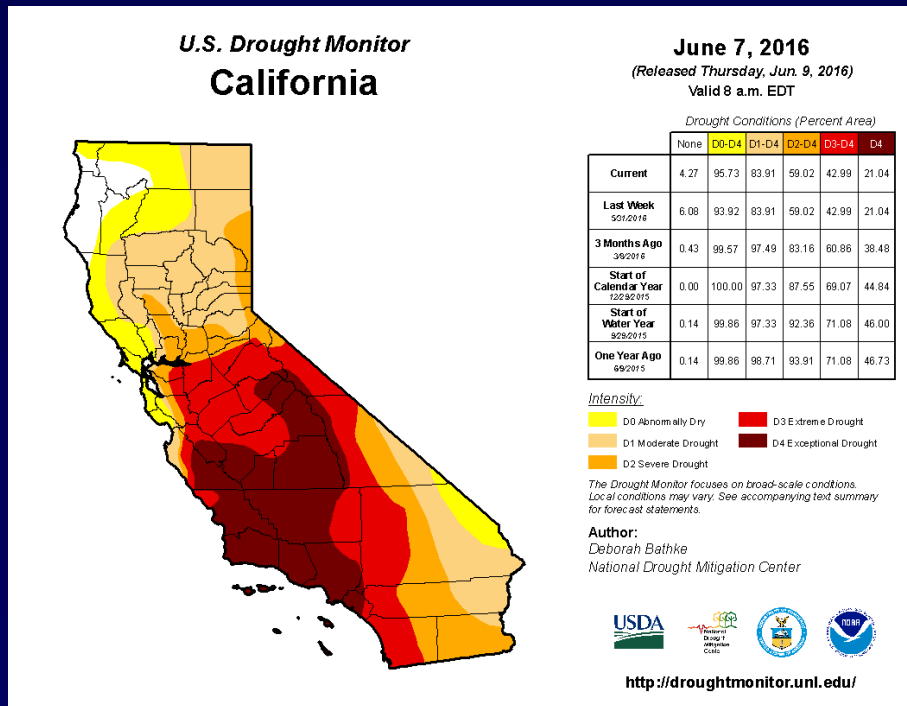 U.S. Drought Monitor
California
June 7, 2016
(Released Thursday, Jun. 9, 2016)
Valid 8 a.m. EDT
Drought Conditions (Percent Area)
None D0-D4 D1-D4 D2-D4 D3-D4 D4
Current 4.27 95.73 83.91 59.02 42.99 21.04
Last Week
5/31/2016
6.08 93.92 83.91 59.02 42.99 21.04
3 Months Ago
3/8/2016
0.43 99.57 97.49 83.16 60.86 38.48
Start of
Calendar Year
12/29/2015
0.00 100.00 97.33 87.55 69.07 44.84
Start of
Water Year
9/29/2015
0.14 99.86 97.33 92.36 71.08 46.00
One Year Ago
6/9/2015
0.14 99.86 98.71 93.91 71.08 46.73
Intensity:
D0 Abnormally Dry
D1 Moderate Drought
D2 Severe Drought
D3 Extreme Drought
D4 Exceptional Drought
The Drought Monitor focuses on broad-scale conditions.
Local conditions may vary. See accompanying text summary
for forecast statements.
Author:
Deborah Bathke
National Drought Mitigation Center
USDA
National
Drought
Mitigation
Center
NOAA
http://droughtmonitor.unl.edu/